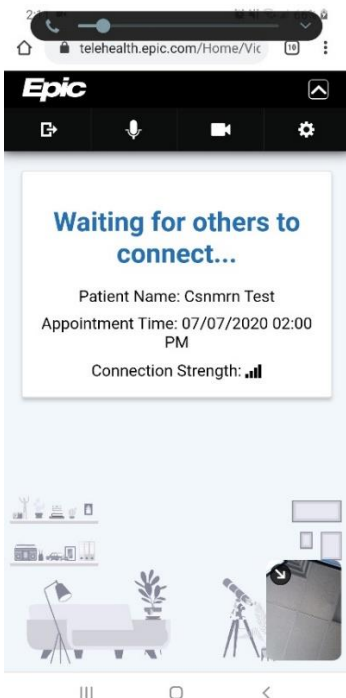 telehealth.epic.com/Home/Vic
10
Epic
Waiting for others to
connect...
Patient Name: Csnmrn Test
Appointment Time: 07/07/2020 02:00
PM
Connection Strength: